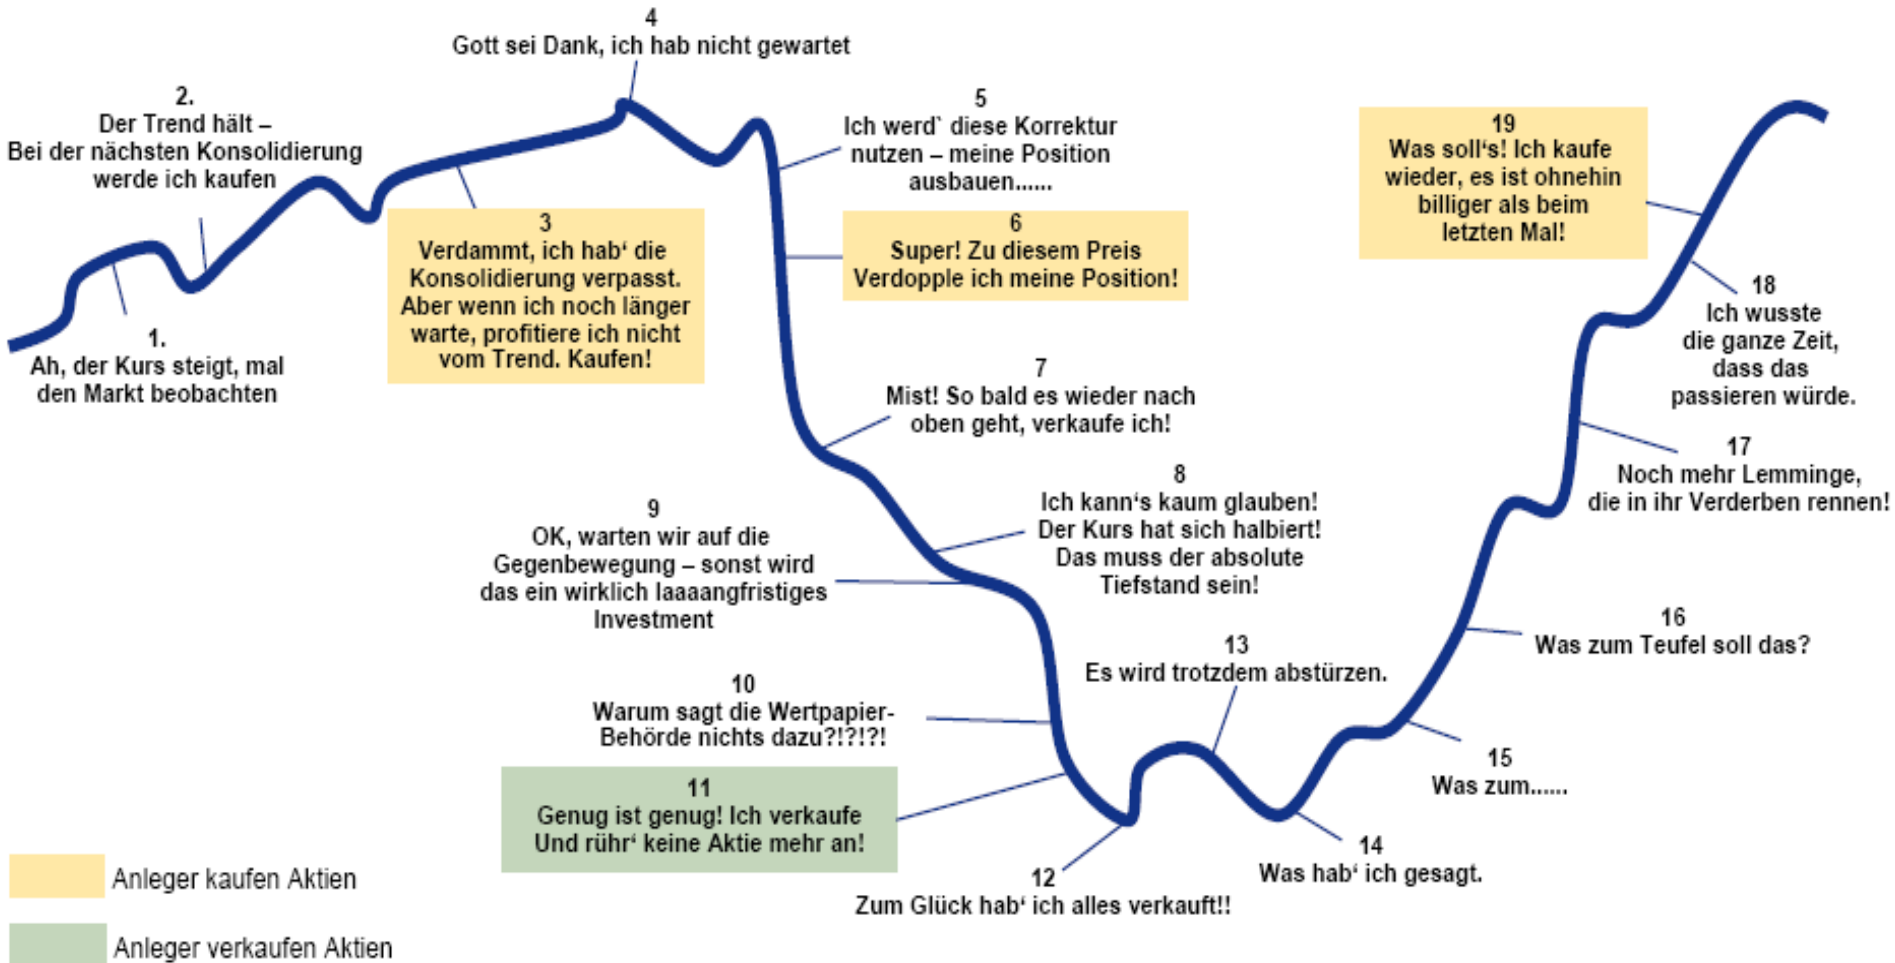 1.
Ah, der Kurs steigt, mal
den Markt beobachten
2.
Der Trend hält –
Bei der nächsten Konsolidierung
werde ich kaufen
3
Verdammt, ich hab‘ die
Konsolidierung verpasst.
Aber wenn ich noch länger
warte, profitiere ich nicht
vom Trend. Kaufen!
4
Gott sei Dank, ich hab nicht gewartet
5
Ich werd` diese Korrektur
nutzen – meine Position
ausbauen......
6
Super! Zu diesem Preis
Verdopple ich meine Position!
7
Mist! So bald es wieder nach
oben geht, verkaufe ich!
8
Ich kann‘s kaum glauben!
Der Kurs hat sich halbiert!
Das muss der absolute
Tiefstand sein!
9
OK, warten wir auf die
Gegenbewegung – sonst wird
das ein wirklich laaaangfristiges
Investment
10
Warum sagt die Wertpapier-
Behörde nichts dazu?!?!?!
11
Genug ist genug! Ich verkaufe
Und rühr‘ keine Aktie mehr an!
12
Zum Glück hab‘ ich alles verkauft!!
13
Es wird trotzdem abstürzen.
14
Was hab‘ ich gesagt.
15
Was zum......
16
Was zum Teufel soll das?
17
Noch mehr Lemminge,
die in ihr Verderben rennen!
18
Ich wusste
die ganze Zeit,
dass das
passieren würde.
19
Was soll‘s! Ich kaufe
wieder, es ist ohnehin
billiger als beim
letzten Mal!
Anleger kaufen Aktien
Anleger verkaufen Aktien